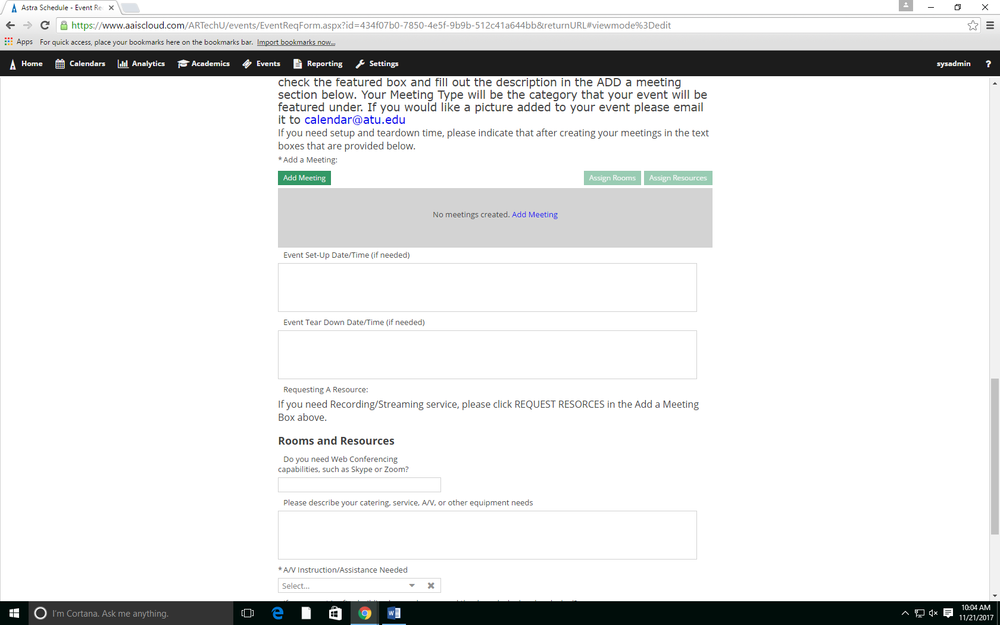 Astra Schedule - Event Re
https://www.aaiscloud.com/ARTechU/events/EventReqForm.aspx?id=434f07b0-7850-4e5f-9b9b-512c41a644bb&returnURL#viewmode%3Dedit
Apps For quick access, place your bookmarks here on the bookmarks bar. Import bookmarks now...
Home Calendars Analytics Academics Events Reporting Settings sysadmin ?
check the featured box and fill out the description in the ADD a meeting
section below. Your Meeting Type will be the category that your event will be
featured under. If you would like a picture added to your event please email
it to calendar@atu.edu
If you need setup and teardown time, please indicate that after creating your meetings in the text
boxes that are provided below.
* Add a Meeting:
Add Meeting Assign Rooms Assign Resources
No meetings created. Add Meeting
Event Set-Up Date/Time (if needed)
Event Tear Down Date/Time (if needed)
Requesting A Resource:
If you need Recording/Streaming service, please click REQUEST RESORCES in the Add a Meeting
Box above.
Rooms and Resources
Do you need Web Conferencing
capabilities, such as Skype or Zoom?
Please describe your catering, service, A/V, or other equipment needs
* A/V Instruction/Assistance Needed
Select...
I'm Cortana. Ask me anything.
10:04 AM
11/21/2017